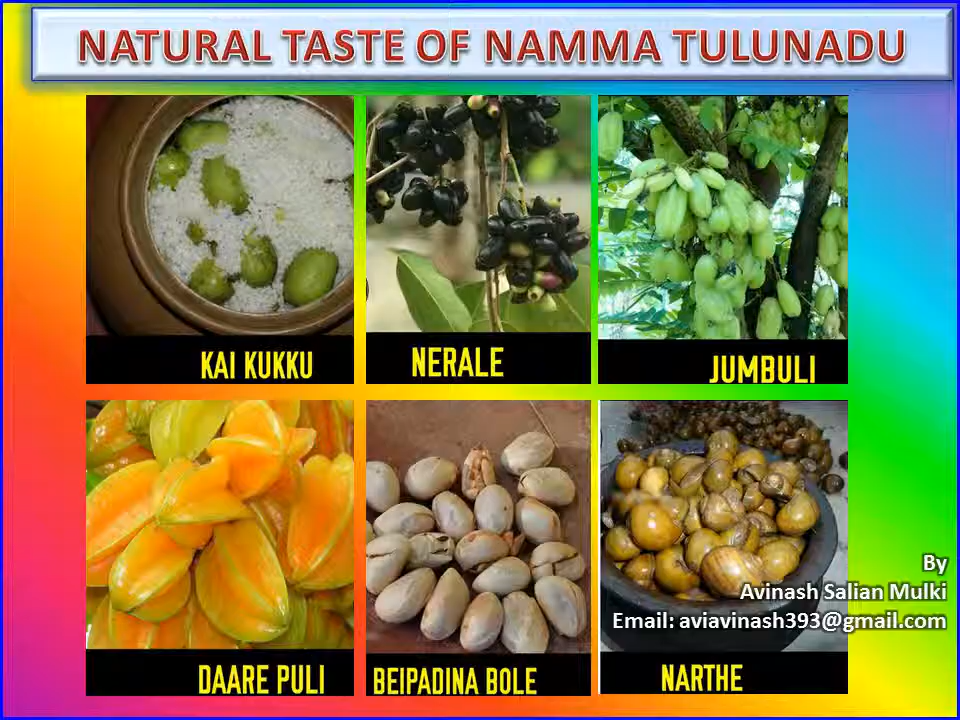 NATURAL TASTE OF NAMMA TULUNADU
KAI KUKKU
NERALE
JUMBULI
DAARE PULI
BEIPADINA BOLE
NARTHE
By
Avinash Salian Mulki
Email: aviavinash393@gmail.com